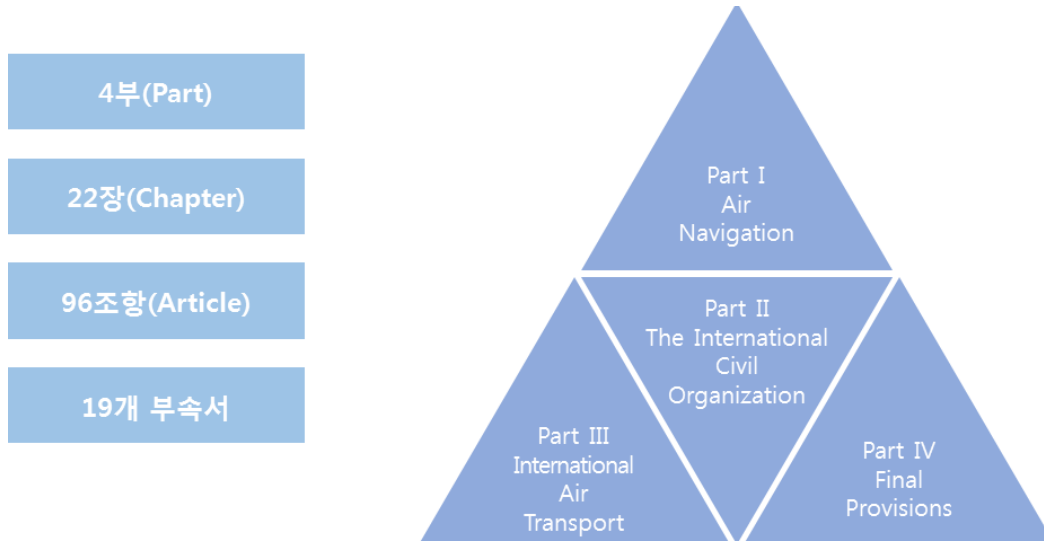 4부(Part)
22장(Chapter)
96조항(Article)
19개 부속서
Part Ⅰ
Air
Navigation
Part Ⅱ
The International
Civil
Organization
Part Ⅲ
International
Air
Transport
Part Ⅳ
Final
Provisions